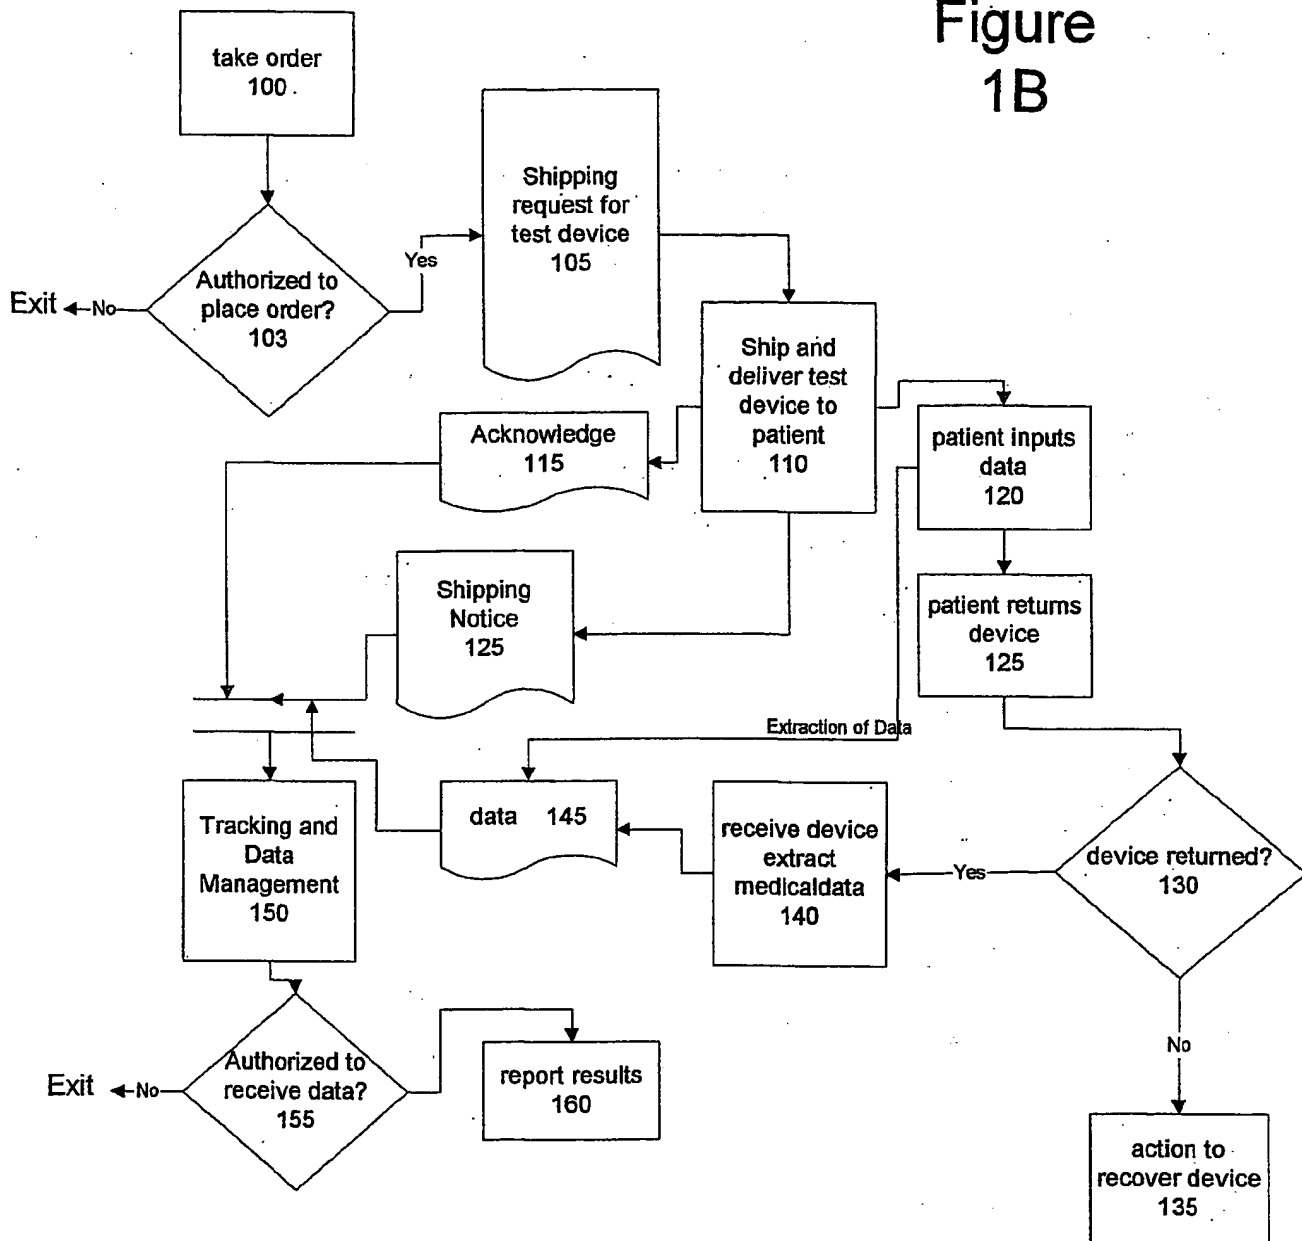 Figure
1B
take order
100
Authorized to
place order?
103
Exit
No
Yes
Shipping
request for
test device
105
Ship and
deliver test
device to
patient
110
Acknowledge
115
patient inputs
data
120
Shipping
Notice
125
patient returns
device
125
Extraction of Data
data 145
receive device
extract
medicaldata
140
Yes
device returned?
130
Tracking and
Data
Management
150
No
Authorized to
receive data?
155
Exit
No
report results
160
action to
recover device
135